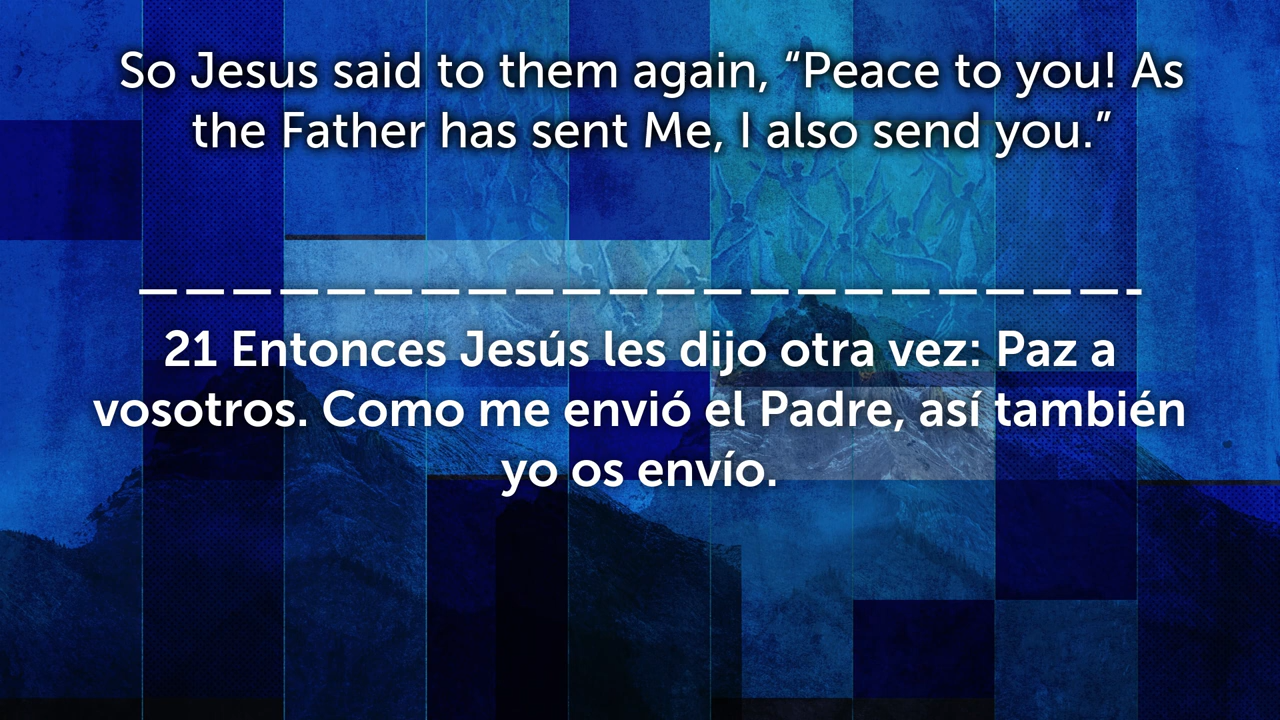 So Jesus said to them again, “Peace to you! As
the Father has sent Me, I also send you.”
21 Entonces Jesús les dijo otra vez: Paz a
vosotros. Como me envió el Padre, así también
yo os envío.